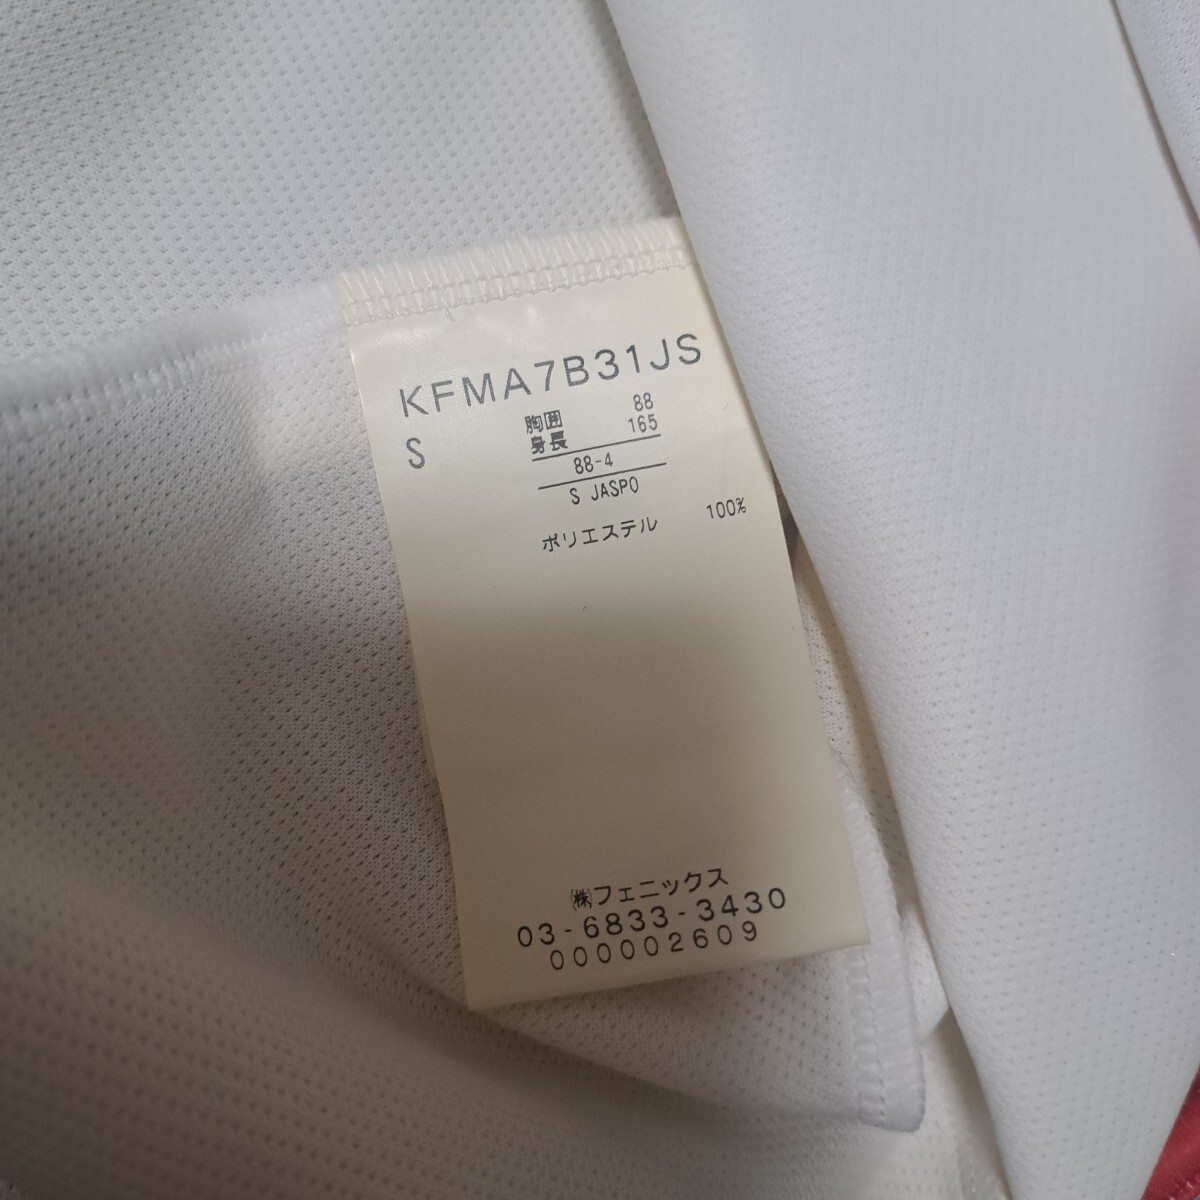 KFMA7B31JS
S 胸囲 88
身長 165
88-4
S JASPO
ポリエステル 100%
㈱フェニックス
03-6833-3430
000002609